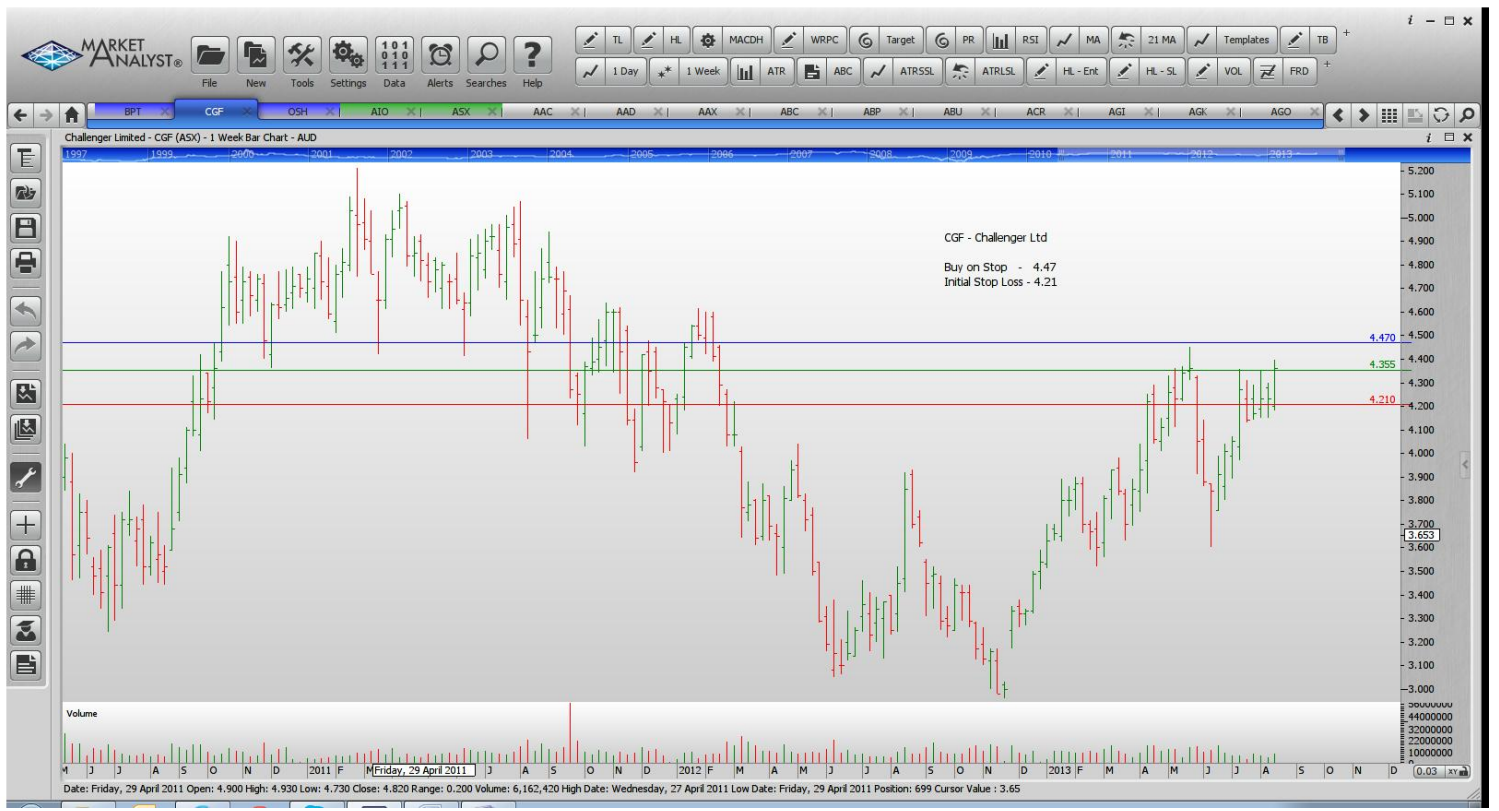 i
MARKET ANALYST®
File New Tools Settings Data Alerts Searches Help
TL HL MACDH WRPC Target PR RSI MA 21 MA Templates TB +
1 Day 1 Week ATR ABC ATRSSL ATRLSL HL - Ent HL - SL VOL FRD +
BPT CGF OSH AIO ASX AAC AAD AAX ABC ABP ABU ACR AGI AGK AGO
Challenger Limited - CGF (ASX) - 1 Week Bar Chart - AUD
1997 1999 2000 2001 2002 2003 2004 2005 2006 2007 2008 2009 2010 2011 2012 2013
5.200
5.100
5.000
4.900
4.800
4.700
4.600
4.500
4.400
4.300
4.200
4.100
4.000
3.900
3.800
3.700
3.653
3.600
3.500
3.400
3.300
3.200
3.100
3.000
CGF - Challenger Ltd
Buy on Stop - 4.47
Initial Stop Loss - 4.21
4.470
4.355
4.210
Volume
56000000
44000000
32000000
22000000
10000000
0
M J J A S O N D 2011 F M Friday, 29 April 2011 J A S O N D 2012 F M A M J J A S O N D 2013 F M A M J J A S O N D
0.03 XY
Date: Friday, 29 April 2011 Open: 4.900 High: 4.930 Low: 4.730 Close: 4.820 Range: 0.200 Volume: 6,162,420 High Date: Wednesday, 27 April 2011 Low Date: Friday, 29 April 2011 Position: 699 Cursor Value : 3.65